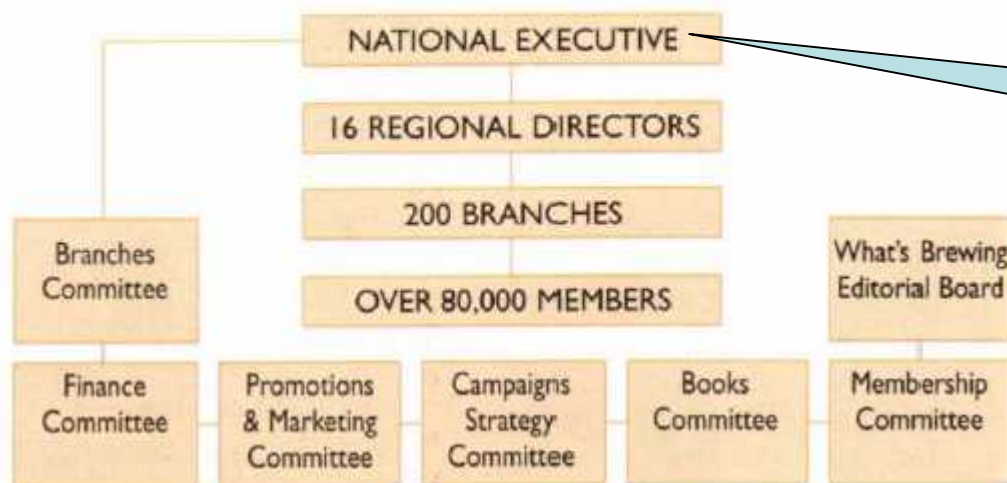 NATIONAL EXECUTIVE
16 REGIONAL DIRECTORS
200 BRANCHES
OVER 80,000 MEMBERS
Branches
Committee
What's Brewing
Editorial Board
Finance
Committee
Promotions
& Marketing
Committee
Campaigns
Strategy
Committee
Books
Committee
Membership
Committee